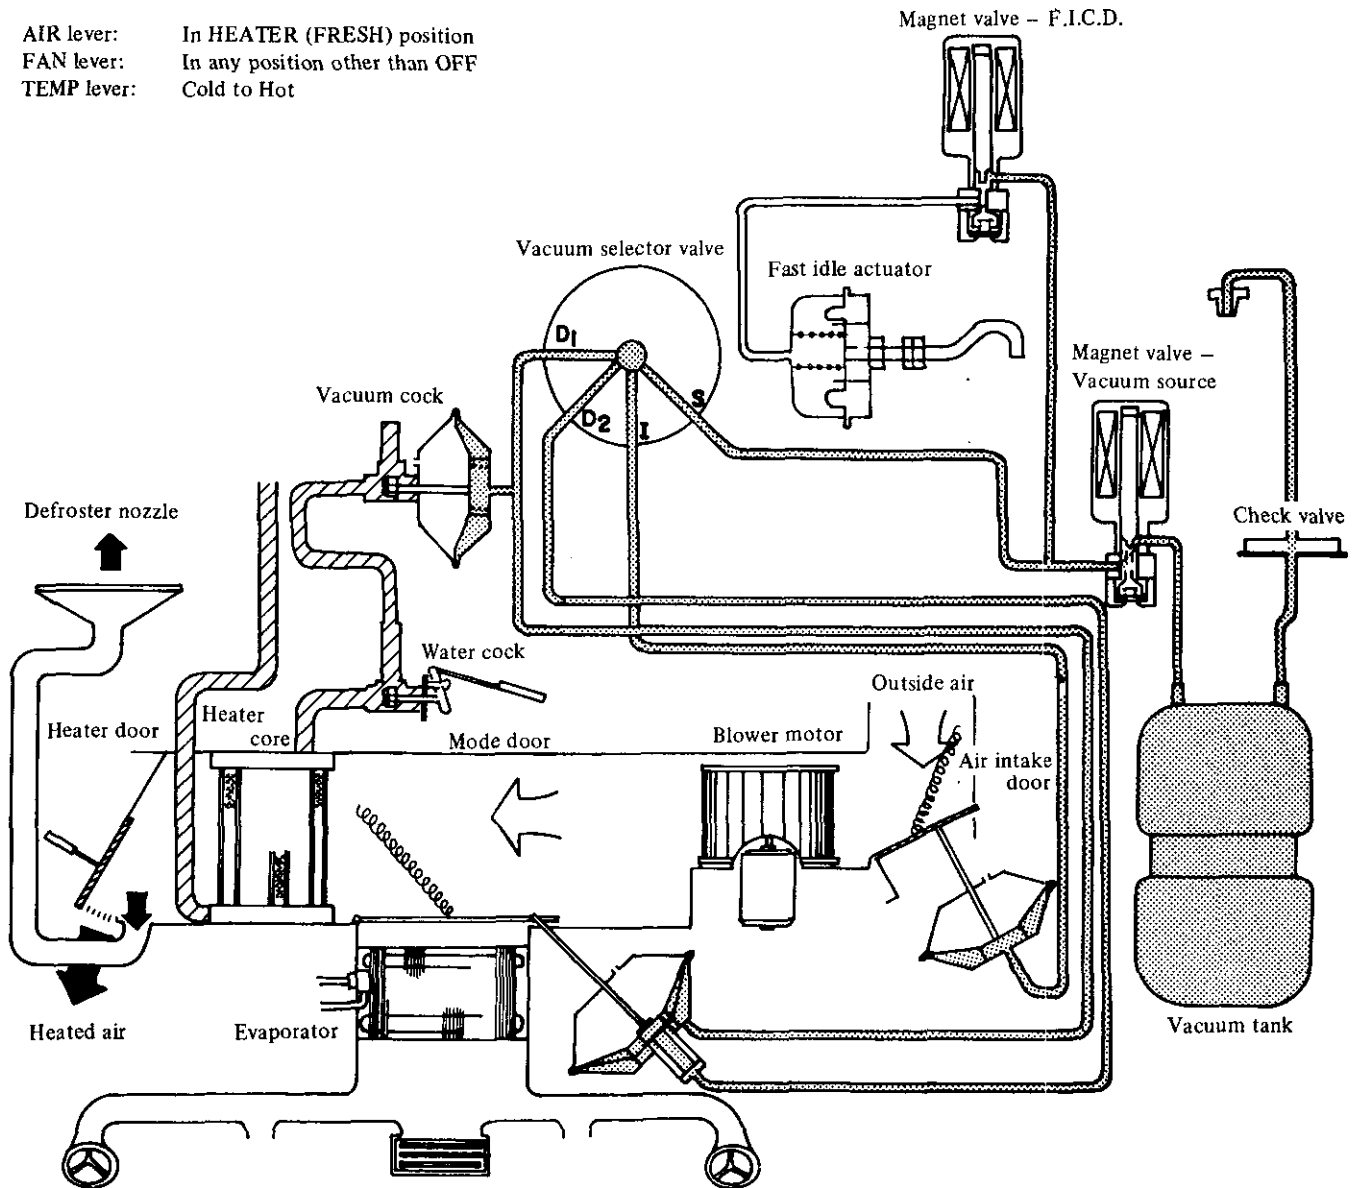 Magnet valve – F.I.C.D.
AIR lever: In HEATER (FRESH) position
FAN lever: In any position other than OFF
TEMP lever: Cold to Hot
Vacuum selector valve
Fast idle actuator
D1
D2
I
S
Magnet valve –
Vacuum source
Vacuum cock
Defroster nozzle
Check valve
Water cock
Outside air
Heater door
Heater
core
Mode door
Blower motor
Air intake
door
Heated air
Evaporator
Vacuum tank